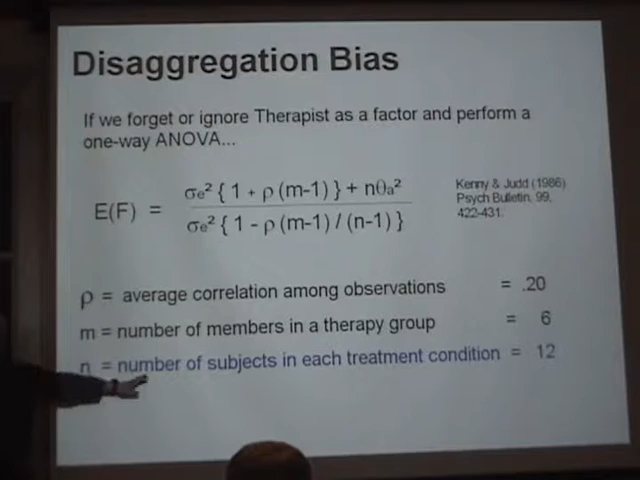 Disaggregation Bias
If we forget or ignore Therapist as a factor and perform a
one-way ANOVA...
E(F) = σe² { 1 + ρ (m-1) } + nθa²
σe² { 1 - ρ (m-1) / (n-1) }
Kenny & Judd (1986)
Psych Bulletin, 99,
422-431.
ρ = average correlation among observations = .20
m = number of members in a therapy group = 6
n = number of subjects in each treatment condition = 12